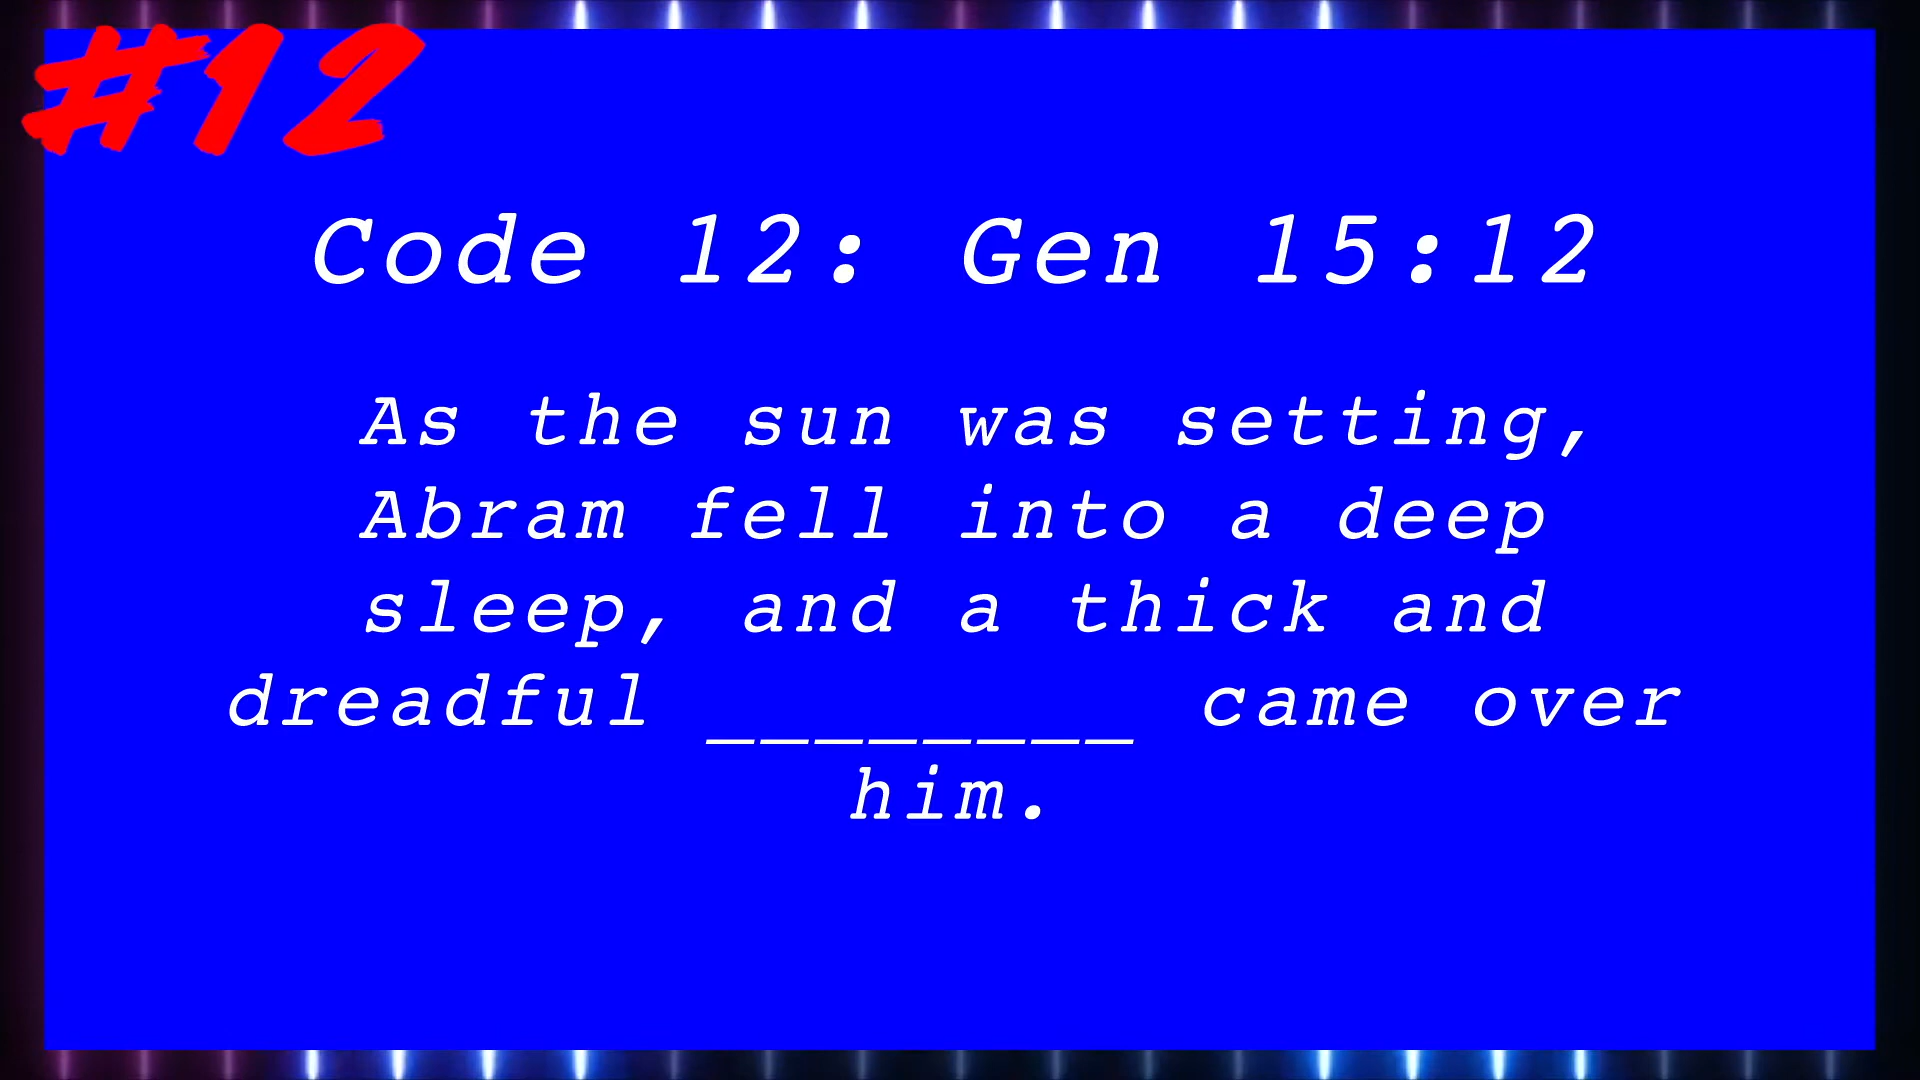 #12
Code 12: Gen 15:12
As the sun was setting,
Abram fell into a deep
sleep, and a thick and
dreadful ________ came over
him.